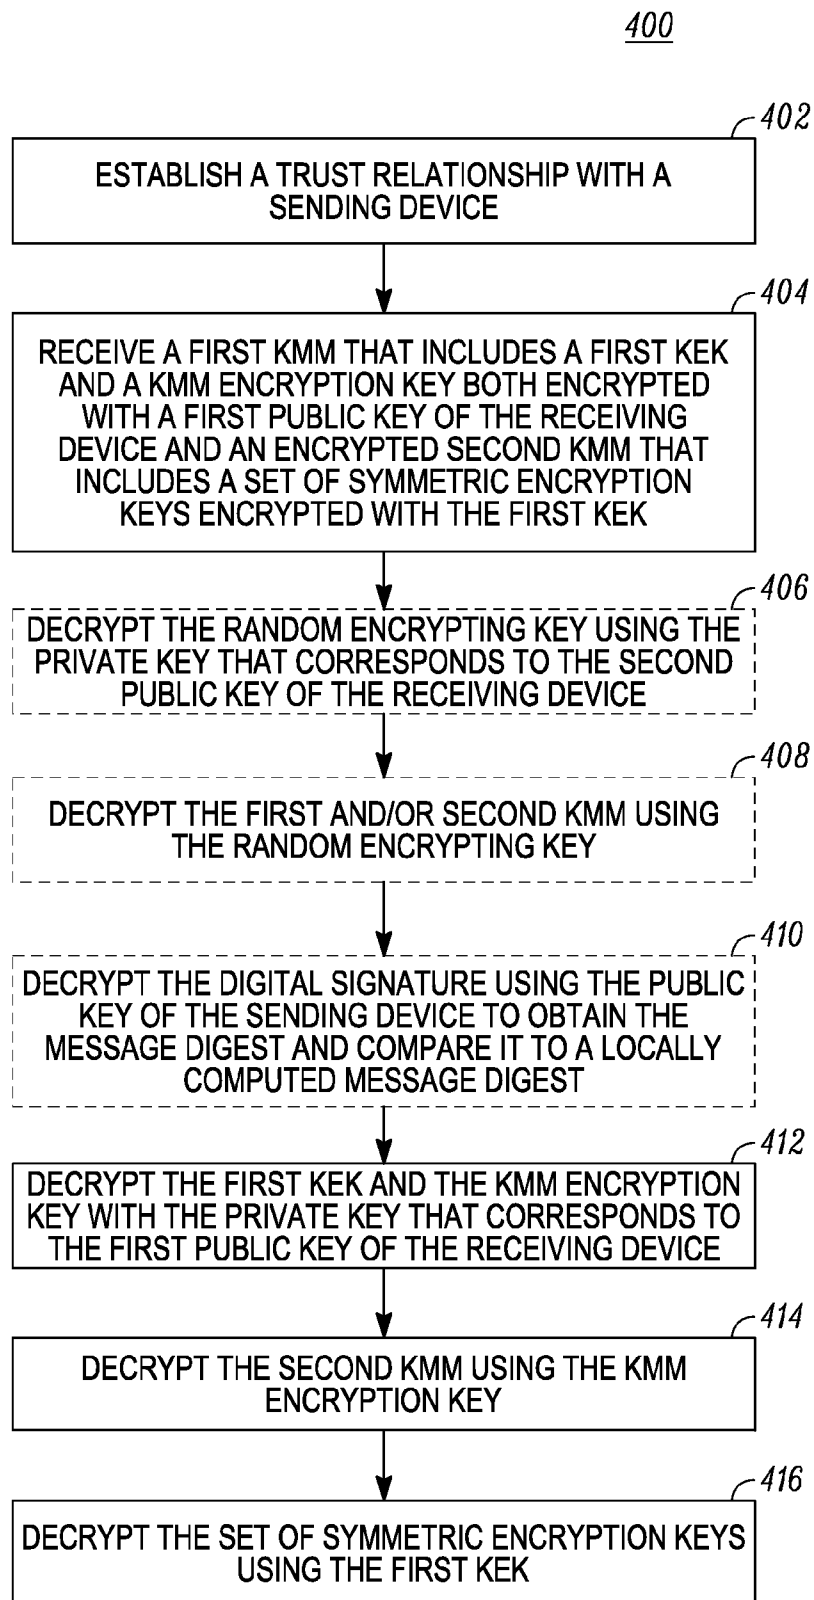 400
402
ESTABLISH A TRUST RELATIONSHIP WITH A
SENDING DEVICE
404
RECEIVE A FIRST KMM THAT INCLUDES A FIRST KEK
AND A KMM ENCRYPTION KEY BOTH ENCRYPTED
WITH A FIRST PUBLIC KEY OF THE RECEIVING
DEVICE AND AN ENCRYPTED SECOND KMM THAT
INCLUDES A SET OF SYMMETRIC ENCRYPTION
KEYS ENCRYPTED WITH THE FIRST KEK
406
DECRYPT THE RANDOM ENCRYPTING KEY USING THE
PRIVATE KEY THAT CORRESPONDS TO THE SECOND
PUBLIC KEY OF THE RECEIVING DEVICE
408
DECRYPT THE FIRST AND/OR SECOND KMM USING
THE RANDOM ENCRYPTING KEY
410
DECRYPT THE DIGITAL SIGNATURE USING THE PUBLIC
KEY OF THE SENDING DEVICE TO OBTAIN THE
MESSAGE DIGEST AND COMPARE IT TO A LOCALLY
COMPUTED MESSAGE DIGEST
412
DECRYPT THE FIRST KEK AND THE KMM ENCRYPTION
KEY WITH THE PRIVATE KEY THAT CORRESPONDS TO
THE FIRST PUBLIC KEY OF THE RECEIVING DEVICE
414
DECRYPT THE SECOND KMM USING THE KMM
ENCRYPTION KEY
416
DECRYPT THE SET OF SYMMETRIC ENCRYPTION KEYS
USING THE FIRST KEK